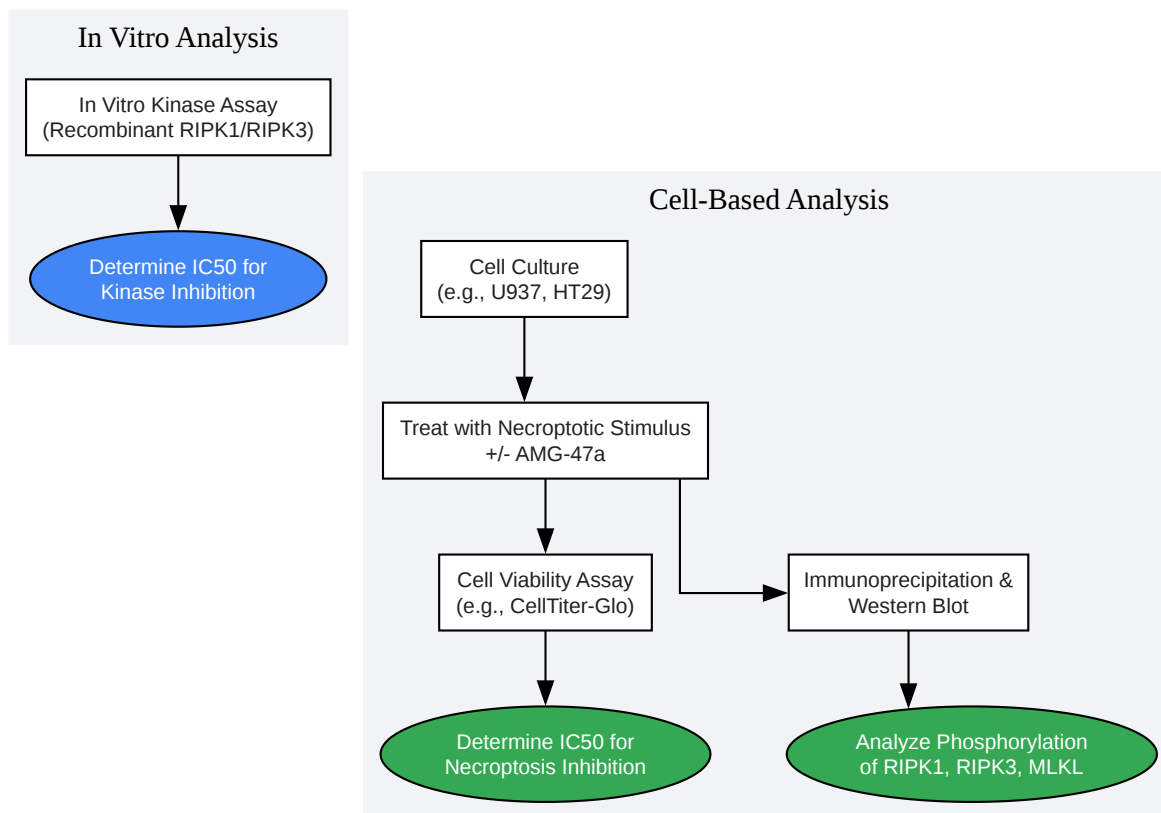 In Vitro Analysis
In Vitro Kinase Assay
(Recombinant RIPK1/RIPK3)
Determine IC50 for
Kinase Inhibition
Cell-Based Analysis
Cell Culture
(e.g., U937, HT29)
Treat with Necroptotic Stimulus
+/- AMG-47a
Cell Viability Assay
(e.g., CellTiter-Glo)
Immunoprecipitation &
Western Blot
Determine IC50 for
Necroptosis Inhibition
Analyze Phosphorylation
of RIPK1, RIPK3, MLKL